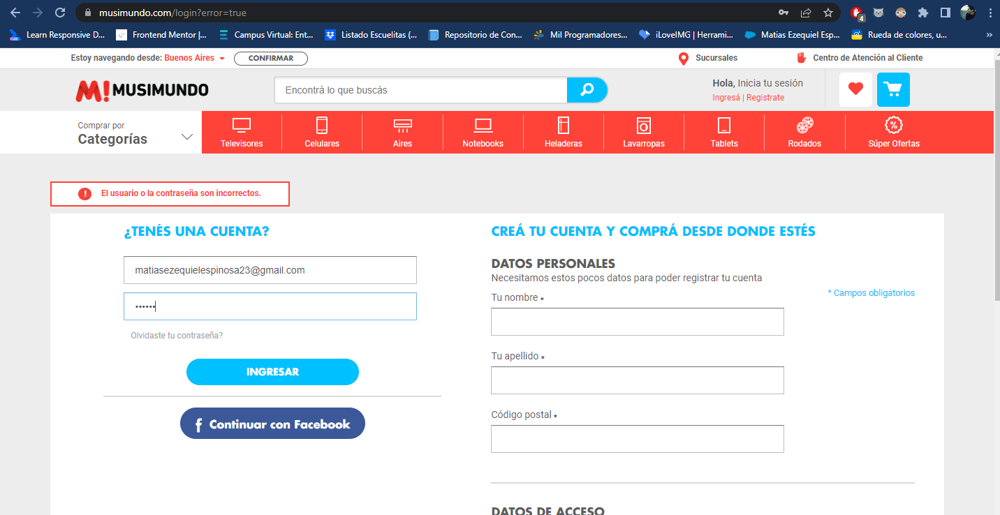 musimundo.com/login?error=true
4
Learn Responsive D...
Frontend Mentor |...
Campus Virtual: Ent...
Listado Escuelitas (...
Repositorio de Con...
Mil Programadores...
iLoveIMG | Herrami...
Matias Ezequiel Esp...
Rueda de colores, u...
»
Estoy navegando desde: Buenos Aires
CONFIRMAR
Sucursales
Centro de Atención al Cliente
M! MUSIMUNDO
Encontrá lo que buscás
Hola, Inicia tu sesión
Ingresá | Registrate
Comprar por
Categorías
Televisores
Celulares
Aires
Notebooks
Heladeras
Lavarropas
Tablets
Rodados
%
Súper Ofertas
! El usuario o la contraseña son incorrectos.
¿TENÉS UNA CUENTA?
matiasezequielespinosa23@gmail.com
••••••
Olvidaste tu contraseña?
INGRESAR
f Continuar con Facebook
CREÁ TU CUENTA Y COMPRÁ DESDE DONDE ESTÉS
DATOS PERSONALES
Necesitamos estos pocos datos para poder registrar tu cuenta
* Campos obligatorios
Tu nombre *
Tu apellido *
Código postal *
DATOS DE ACCESO